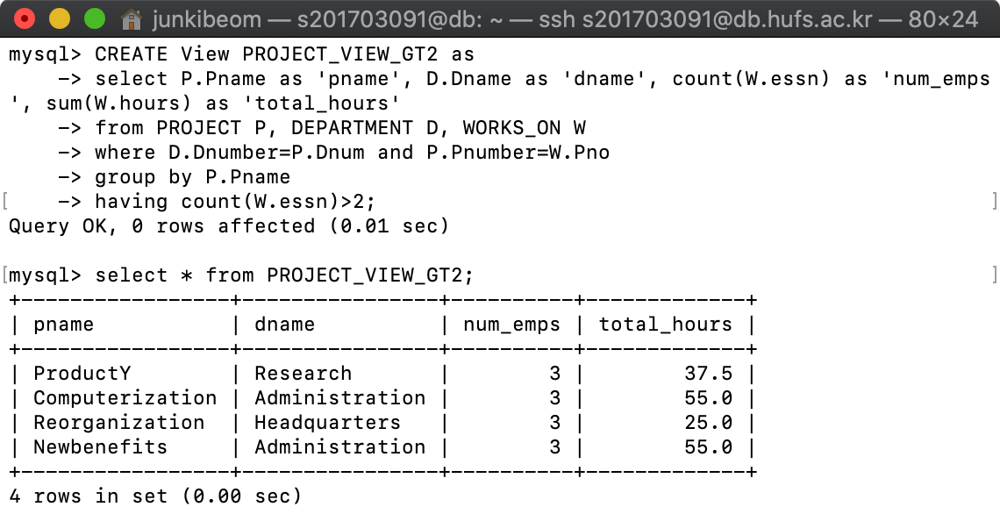 junkibeom — s201703091@db: ~ — ssh s201703091@db.hufs.ac.kr — 80×24
mysql> CREATE View PROJECT_VIEW_GT2 as
    -> select P.Pname as 'pname', D.Dname as 'dname', count(W.essn) as 'num_emps
', sum(W.hours) as 'total_hours'
    -> from PROJECT P, DEPARTMENT D, WORKS_ON W
    -> where D.Dnumber=P.Dnum and P.Pnumber=W.Pno
    -> group by P.Pname
[    -> having count(W.essn)>2; ]
Query OK, 0 rows affected (0.01 sec)

[mysql> select * from PROJECT_VIEW_GT2; ]
+-----------------+----------------+----------+-------------+
| pname           | dname          | num_emps | total_hours |
+-----------------+----------------+----------+-------------+
| ProductY        | Research       |        3 |        37.5 |
| Computerization | Administration |        3 |        55.0 |
| Reorganization  | Headquarters   |        3 |        25.0 |
| Newbenefits     | Administration |        3 |        55.0 |
+-----------------+----------------+----------+-------------+
4 rows in set (0.00 sec)